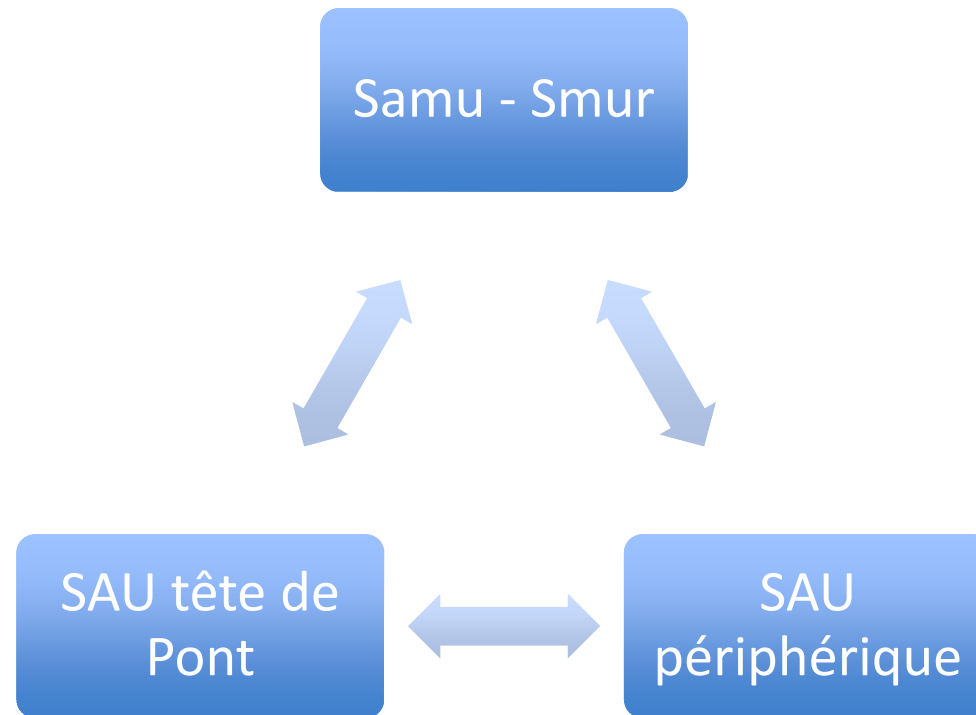 Samu - Smur
SAU tête de
Pont
SAU
périphérique